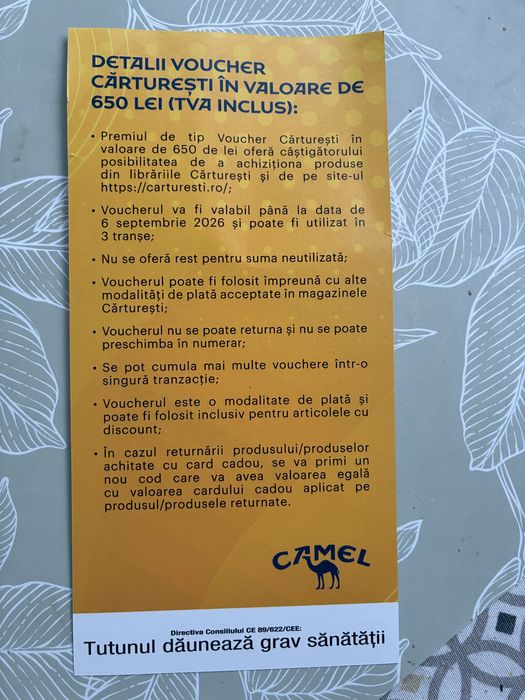 DETALII VOUCHER
CĂRTUREȘTI ÎN VALOARE DE
650 LEI (TVA INCLUS):
• Premiul de tip Voucher Cărturești în
valoare de 650 de lei oferă câștigătorului
posibilitatea de a achiziționa produse
din librăriile Cărturești și de pe site-ul
https://carturesti.ro/;
• Voucherul va fi valabil până la data de
6 septembrie 2026 și poate fi utilizat în
3 tranșe;
• Nu se oferă rest pentru suma neutilizată;
• Voucherul poate fi folosit împreună cu alte
modalități de plată acceptate în magazinele
Cărturești;
• Voucherul nu se poate returna și nu se poate
preschimba în numerar;
• Se pot cumula mai multe vouchere într-o
singură tranzacție;
• Voucherul este o modalitate de plată și
poate fi folosit inclusiv pentru articolele cu
discount;
• În cazul returnării produsului/produselor
achitate cu card cadou, se va primi un
nou cod care va avea valoarea egală
cu valoarea cardului cadou aplicat pe
produsul/produsele returnate.
CAMEL
Directiva Consiliului CE 89/622/CEE:
Tutunul dăunează grav sănătății